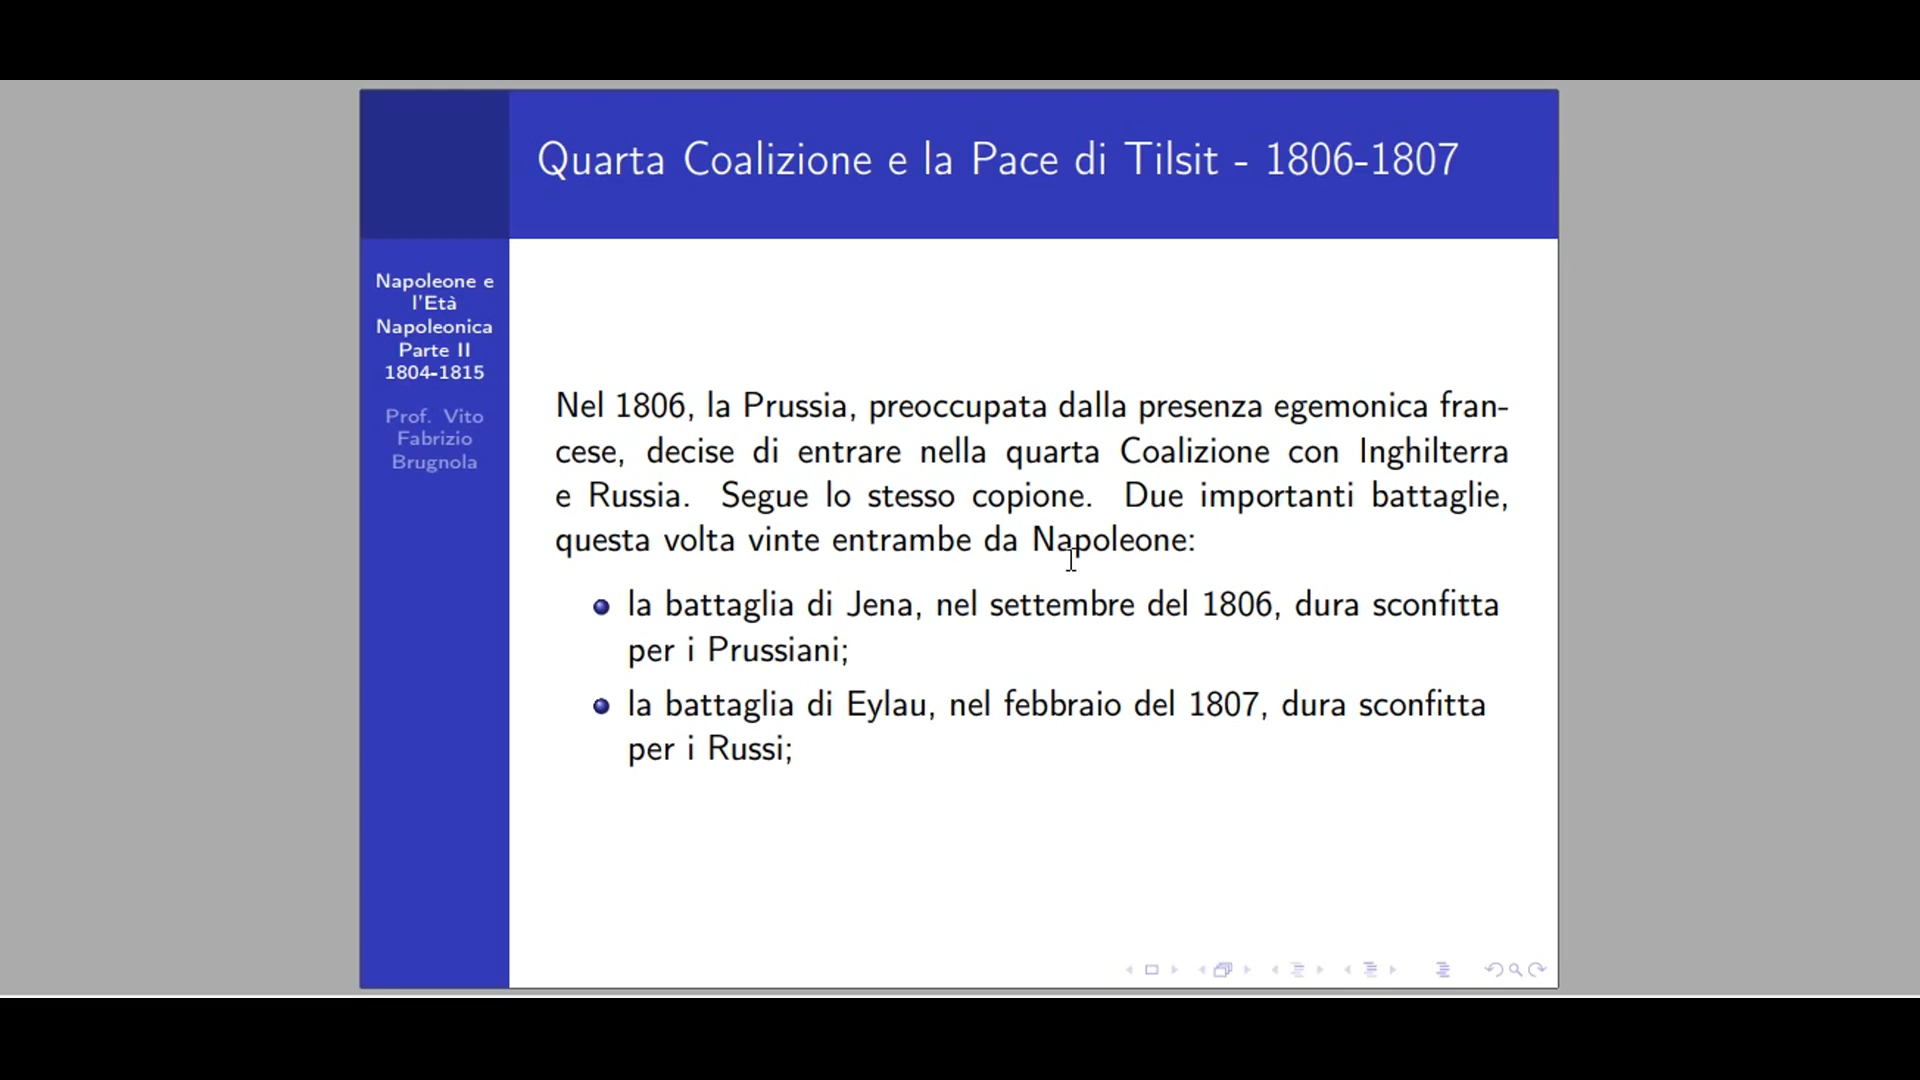 Quarta Coalizione e la Pace di Tilsit - 1806-1807
Napoleone e
l'Età
Napoleonica
Parte II
1804-1815
Prof. Vito
Fabrizio
Brugnola
Nel 1806, la Prussia, preoccupata dalla presenza egemonica fran-
cese, decise di entrare nella quarta Coalizione con Inghilterra
e Russia. Segue lo stesso copione. Due importanti battaglie,
questa volta vinte entrambe da Napoleone:
la battaglia di Jena, nel settembre del 1806, dura sconfitta
per i Prussiani;
la battaglia di Eylau, nel febbraio del 1807, dura sconfitta
per i Russi;